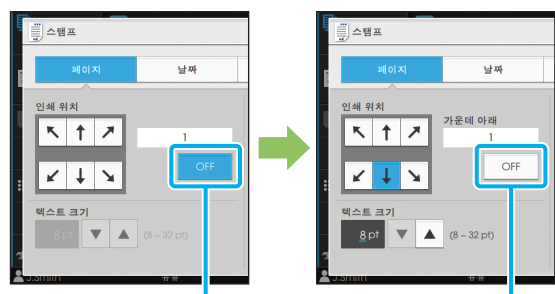 스탬프
페이지
날짜
인쇄 위치
1
OFF
텍스트 크기
8 pt
(8 – 32 pt)
J.Smith
스탬프
페이지
날짜
인쇄 위치
가운데 아래
1
OFF
텍스트 크기
8 pt
(8 – 32 pt)
J.Smith